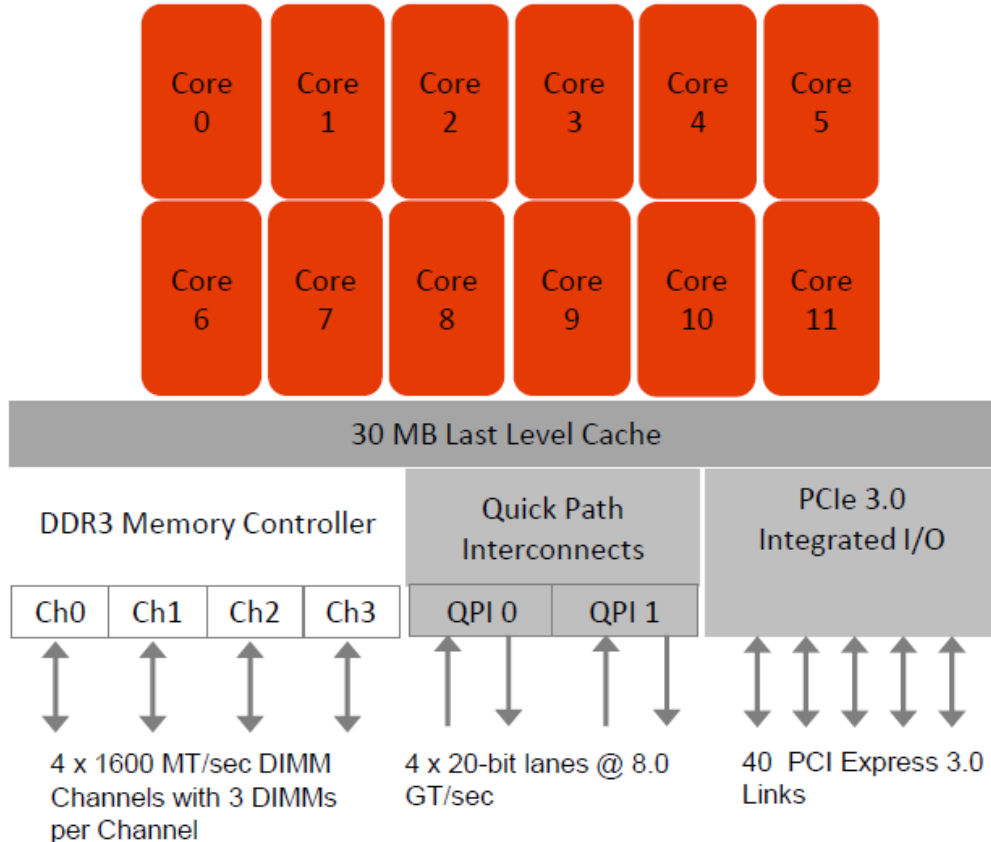 Core
0
Core
1
Core
2
Core
3
Core
4
Core
5
Core
6
Core
7
Core
8
Core
9
Core
10
Core
11
30 MB Last Level Cache
DDR3 Memory Controller
Ch0
Ch1
Ch2
Ch3
Quick Path
Interconnects
QPI 0
QPI 1
PCIe 3.0
Integrated I/O
4 x 1600 MT/sec DIMM
Channels with 3 DIMMs
per Channel
4 x 20-bit lanes @ 8.0
GT/sec
40 PCI Express 3.0
Links